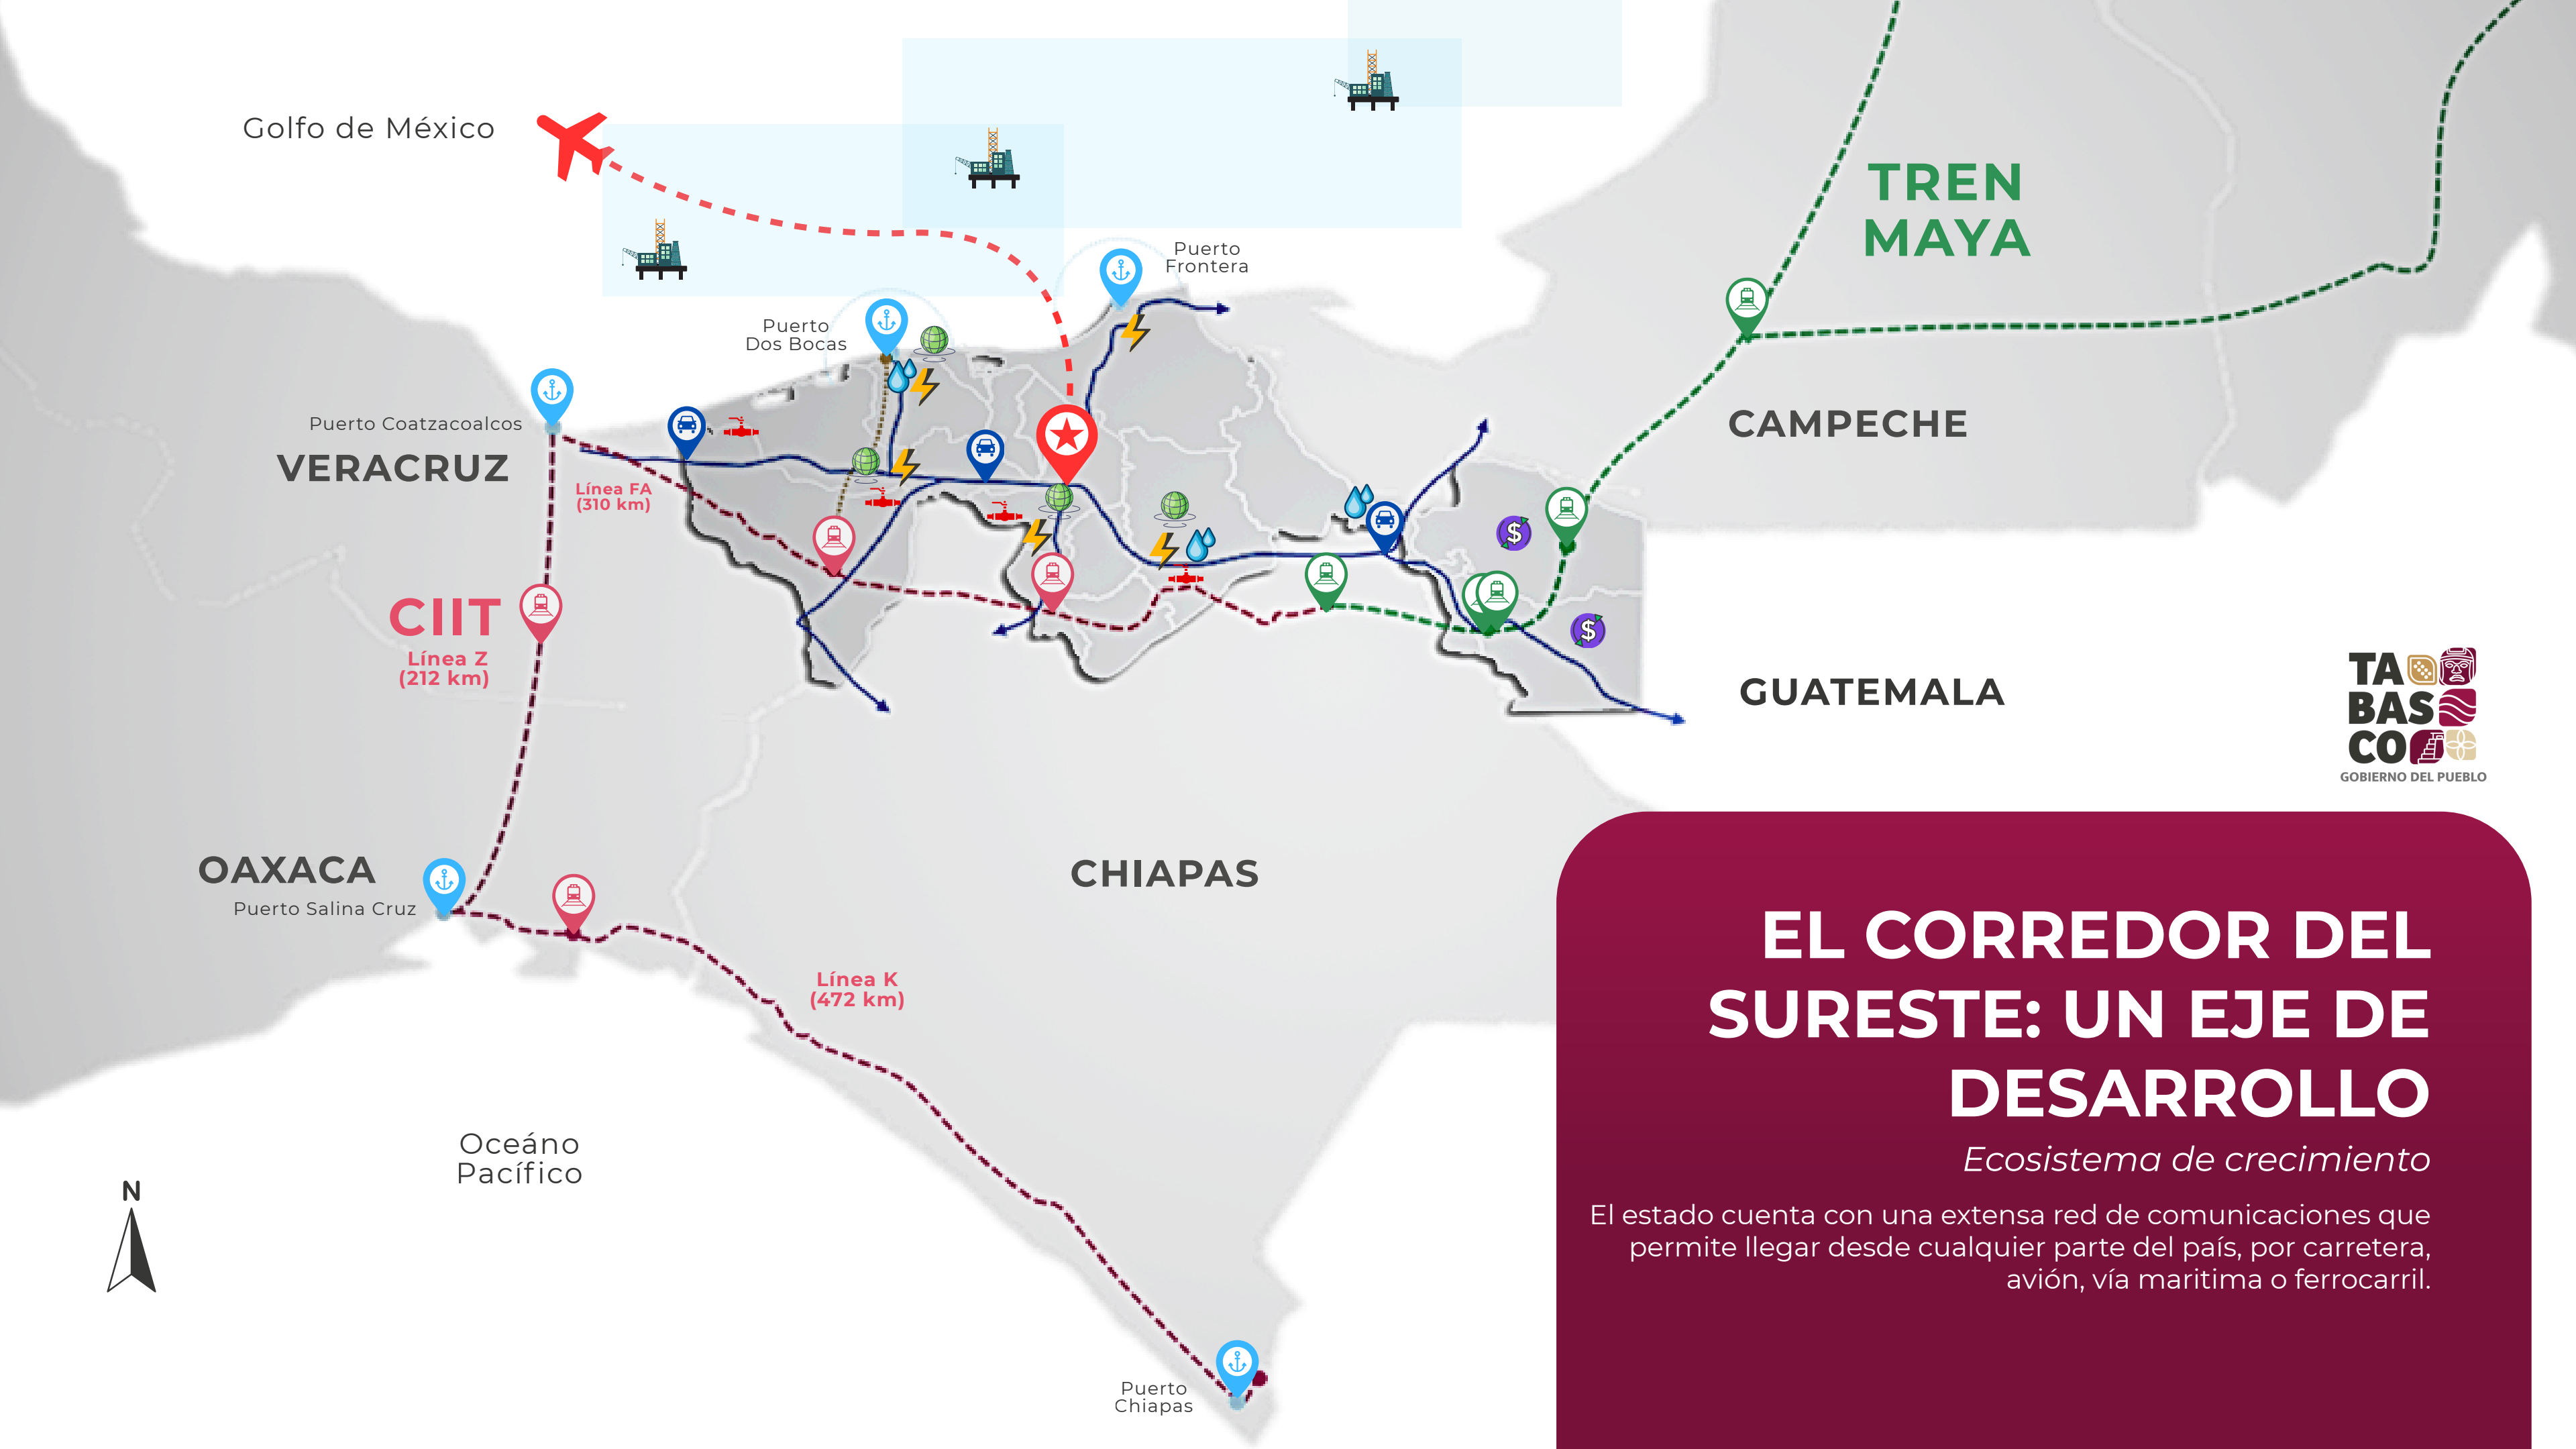 Golfo de México
TREN
MAYA
Puerto
Frontera
Puerto
Dos Bocas
Puerto Coatzacoalcos
VERACRUZ
CAMPECHE
Línea FA
(310 km)
$
CIIT
Línea Z
(212 km)
$
GUATEMALA
TA
BAS
CO
GOBIERNO DEL PUEBLO
OAXACA
Puerto Salina Cruz
CHIAPAS
Línea K
(472 km)
Oceáno
Pacífico
N
Puerto
Chiapas
EL CORREDOR DEL
SURESTE: UN EJE DE
DESARROLLO
Ecosistema de crecimiento
El estado cuenta con una extensa red de comunicaciones que
permite llegar desde cualquier parte del país, por carretera,
avión, vía maritima o ferrocarril.